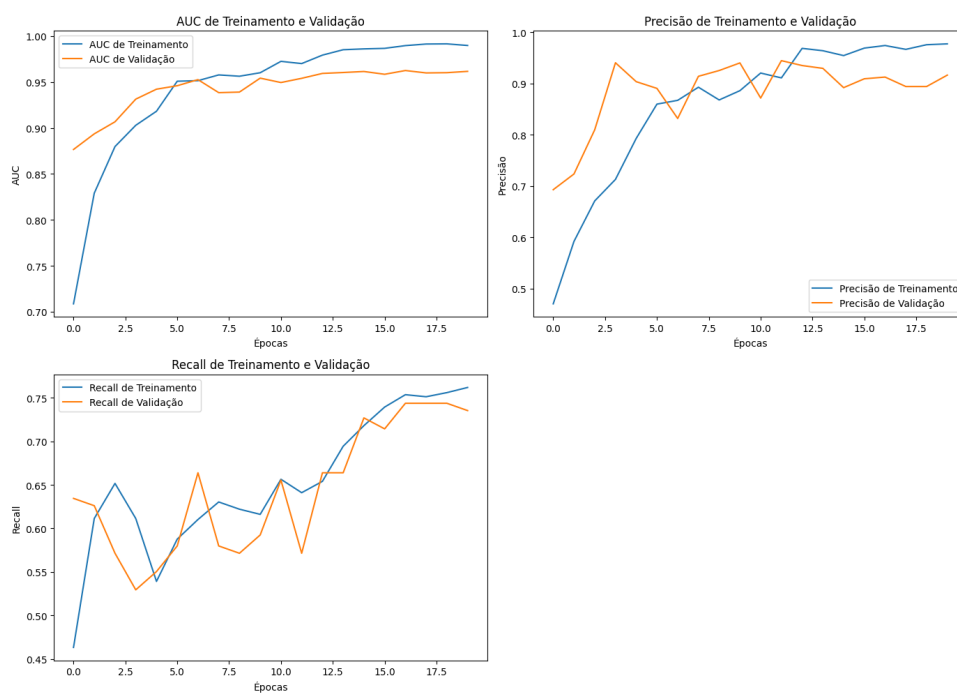 AUC de Treinamento e Validação
1.00
0.95
0.90
0.85
0.80
0.75
0.70
AUC
AUC de Treinamento
AUC de Validação
0.0 2.5 5.0 7.5 10.0 12.5 15.0 17.5
Épocas
Precisão de Treinamento e Validação
1.0
0.9
0.8
0.7
0.6
0.5
Precisão
Precisão de Treinamento
Precisão de Validação
0.0 2.5 5.0 7.5 10.0 12.5 15.0 17.5
Épocas
Recall de Treinamento e Validação
0.75
0.70
0.65
0.60
0.55
0.50
0.45
Recall
Recall de Treinamento
Recall de Validação
0.0 2.5 5.0 7.5 10.0 12.5 15.0 17.5
Épocas